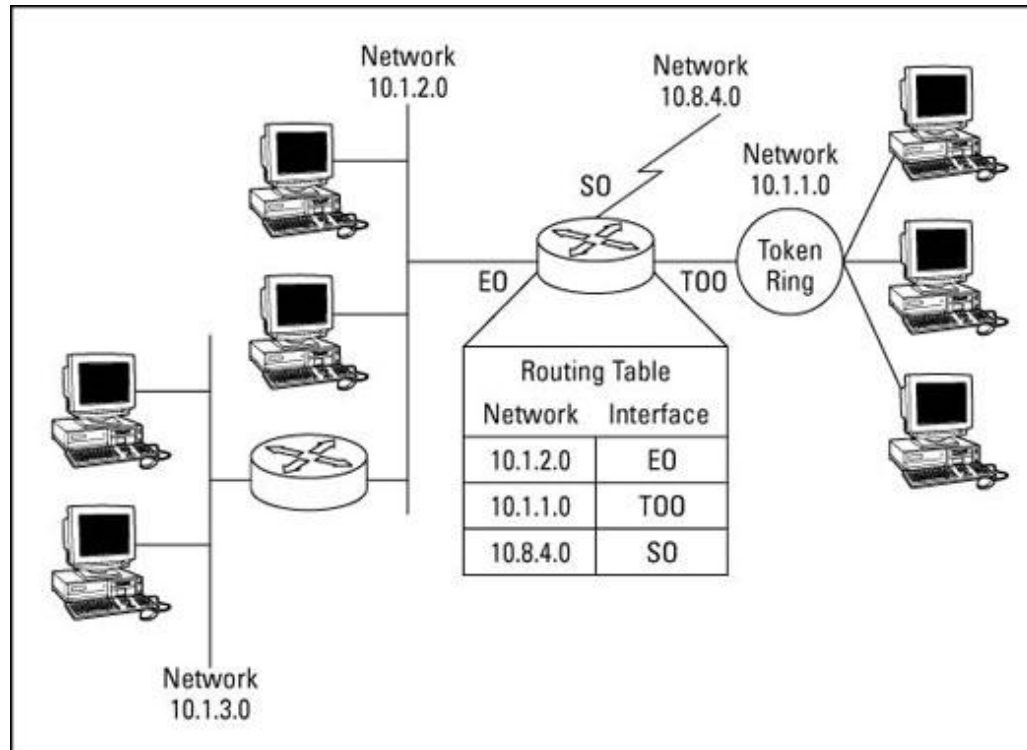 Network
10.1.2.0
Network
10.8.4.0
Network
10.1.1.0
SO
EO
TOO
Token
Ring
Routing Table
Network Interface
10.1.2.0 EO
10.1.1.0 TOO
10.8.4.0 SO
Network
10.1.3.0